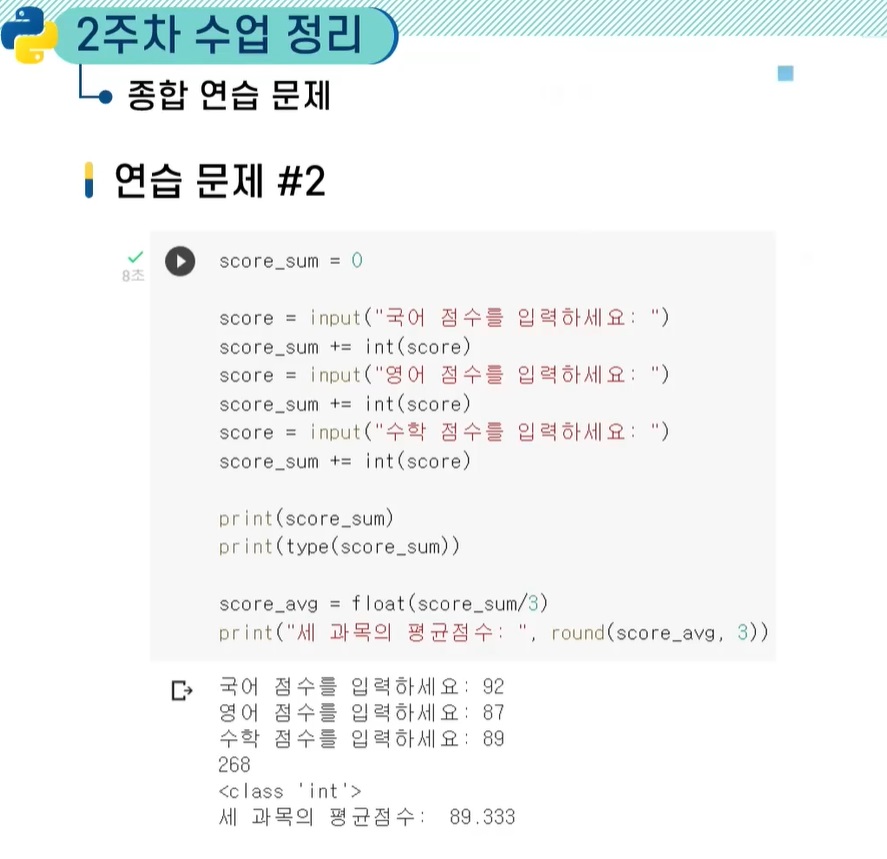 2주차 수업 정리
종합 연습 문제
연습 문제 #2
8초
score_sum = 0
score = input("국어 점수를 입력하세요: ")
score_sum += int(score)
score = input("영어 점수를 입력하세요: ")
score_sum += int(score)
score = input("수학 점수를 입력하세요: ")
score_sum += int(score)
print(score_sum)
print(type(score_sum))
score_avg = float(score_sum/3)
print("세 과목의 평균점수: ", round(score_avg, 3))
국어 점수를 입력하세요: 92
영어 점수를 입력하세요: 87
수학 점수를 입력하세요: 89
268
<class 'int'>
세 과목의 평균점수:  89.333